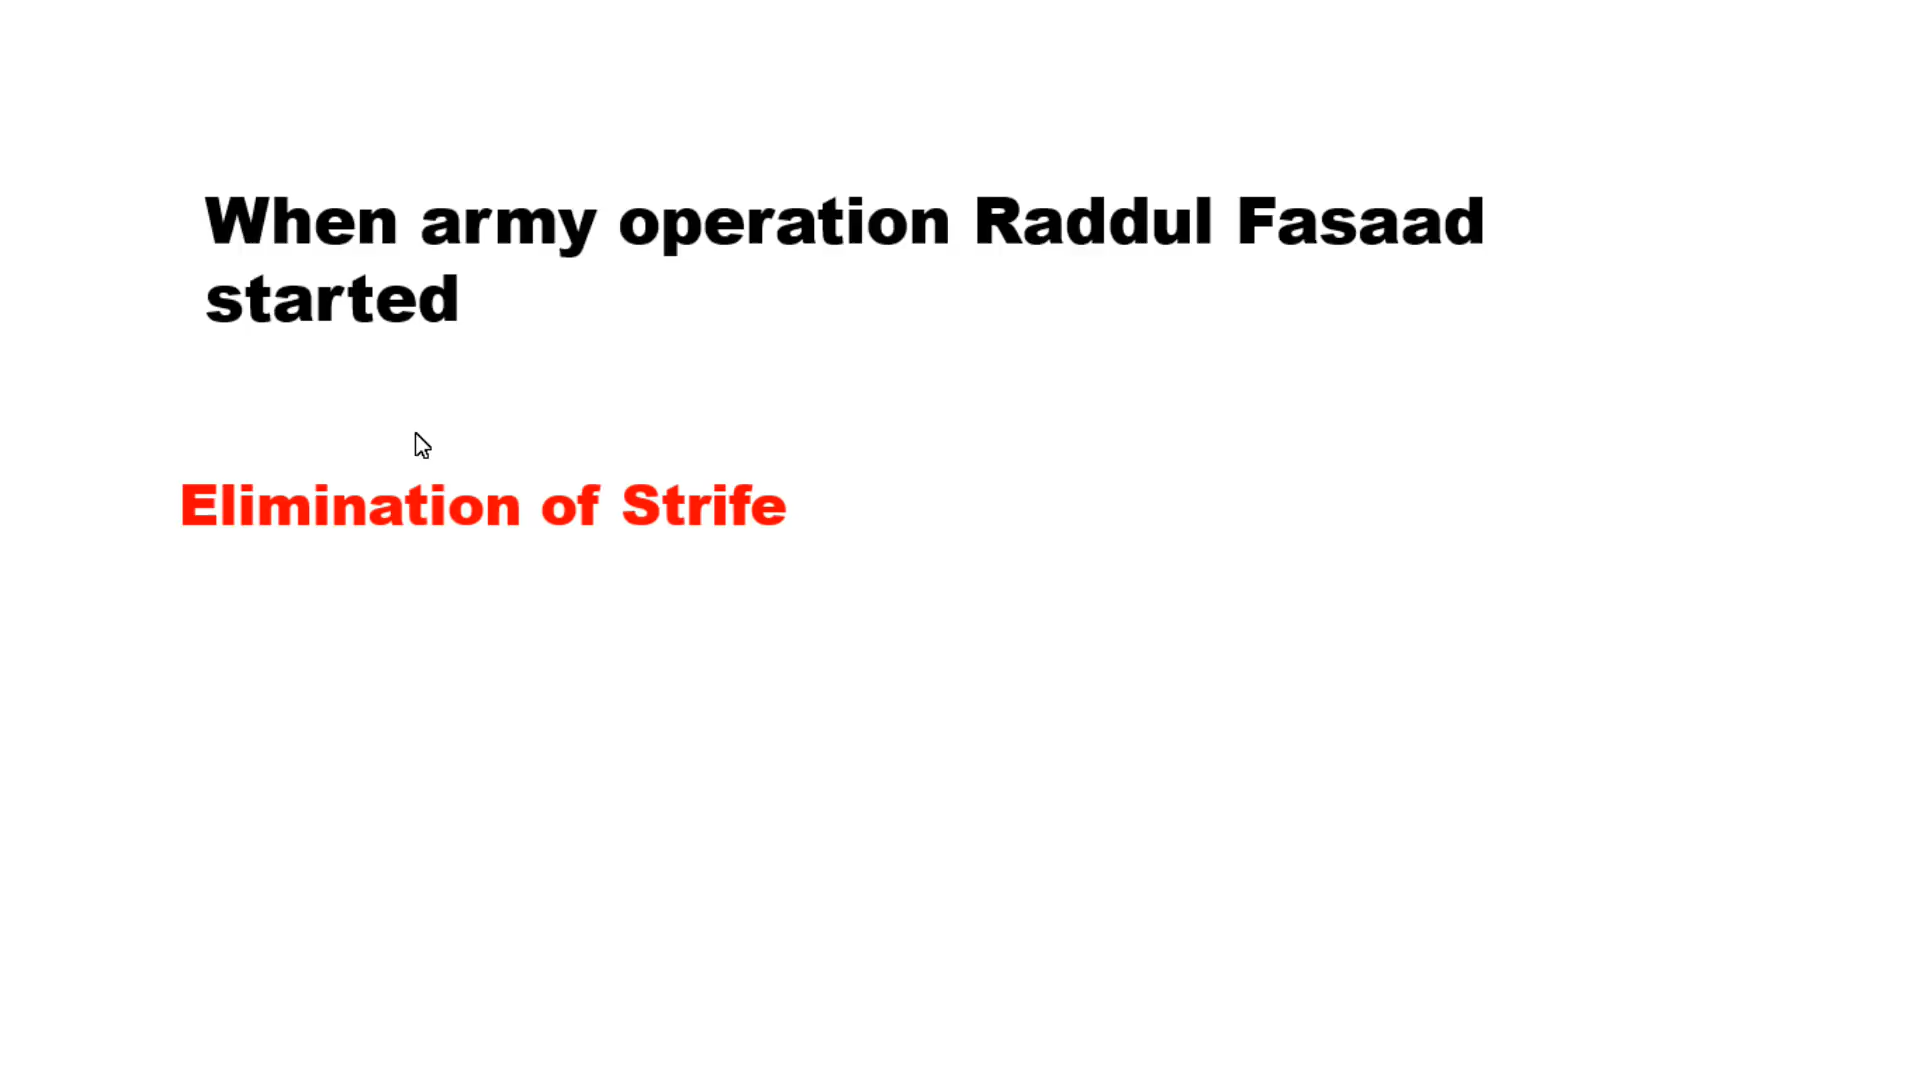 When army operation Raddul Fasaad
started
Elimination of Strife